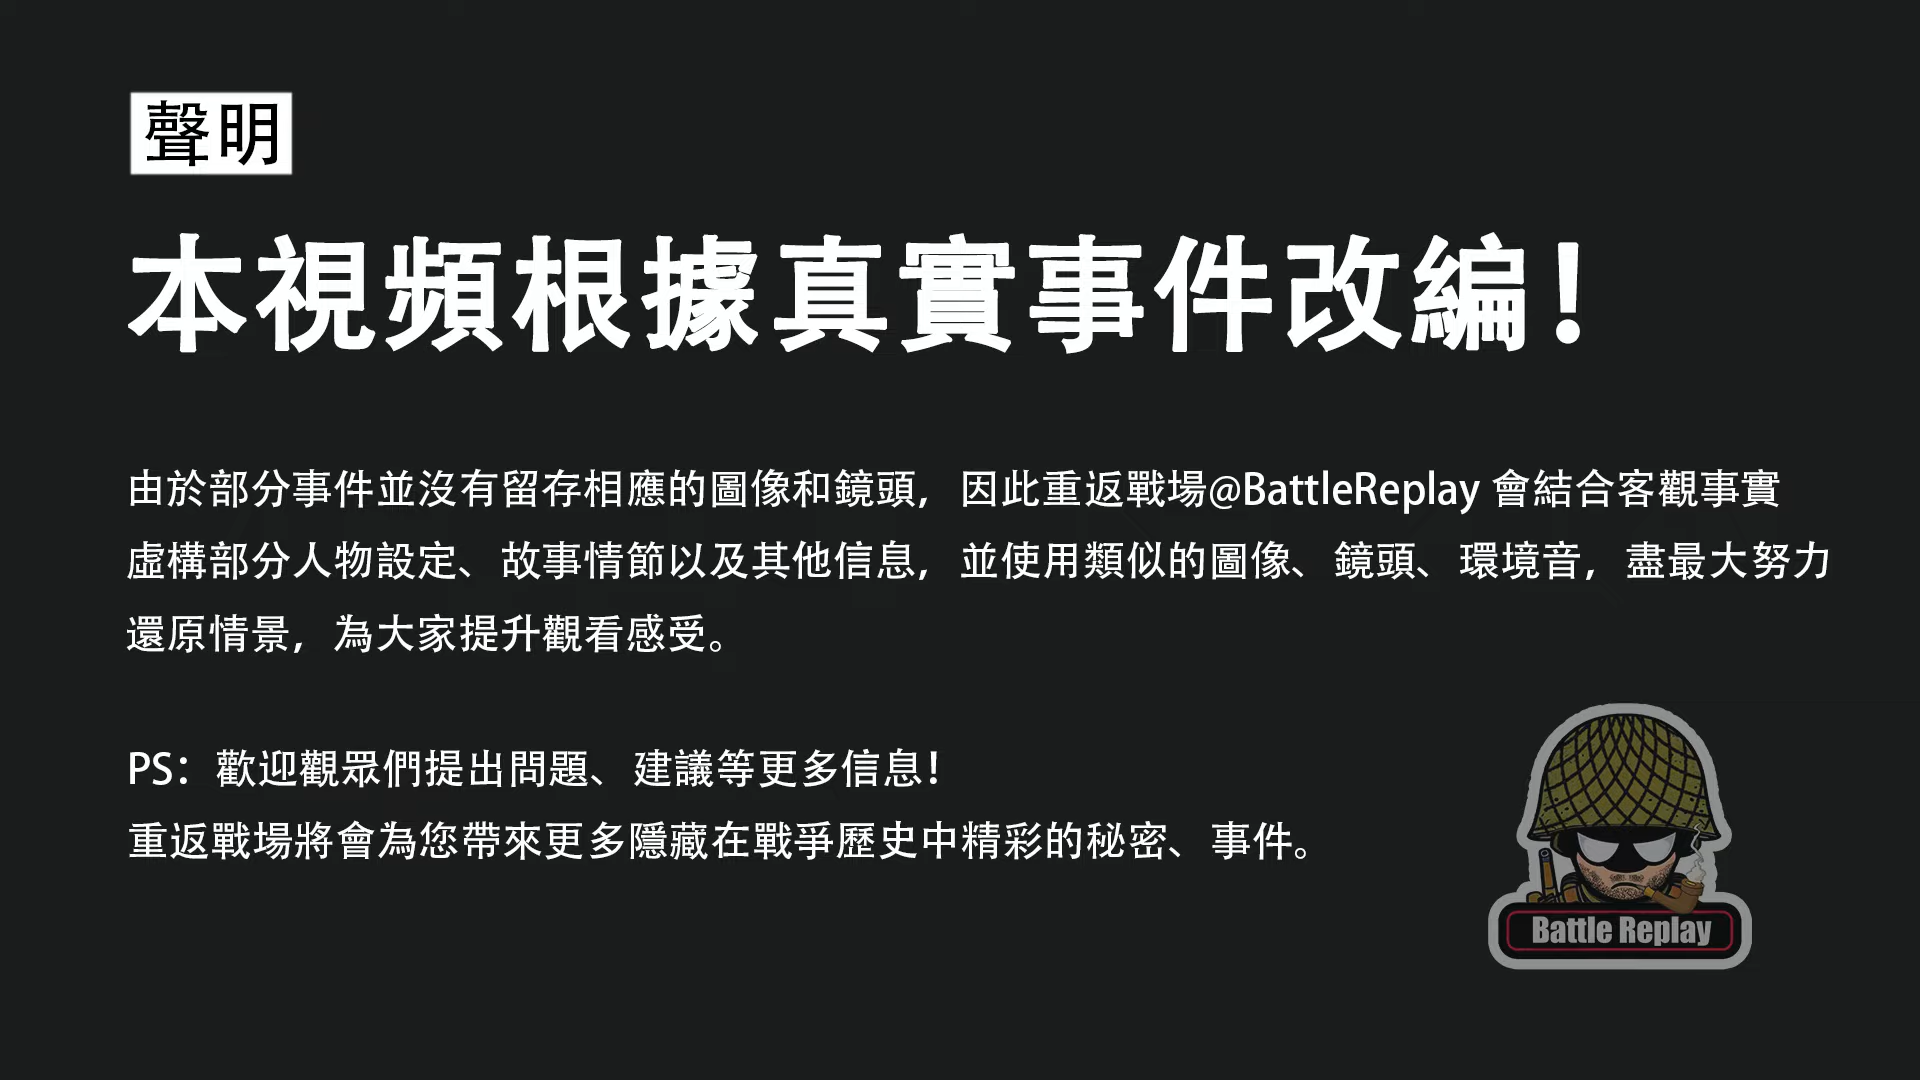 聲明
本視頻根據真實事件改編！
由於部分事件並沒有留存相應的圖像和鏡頭，因此重返戰場@BattleReplay 會結合客觀事實
虛構部分人物設定、故事情節以及其他信息，並使用類似的圖像、鏡頭、環境音，盡最大努力
還原情景，為大家提升觀看感受。
PS：歡迎觀眾們提出問題、建議等更多信息！
重返戰場將會為您帶來更多隱藏在戰爭歷史中精彩的秘密、事件。
Battle Replay